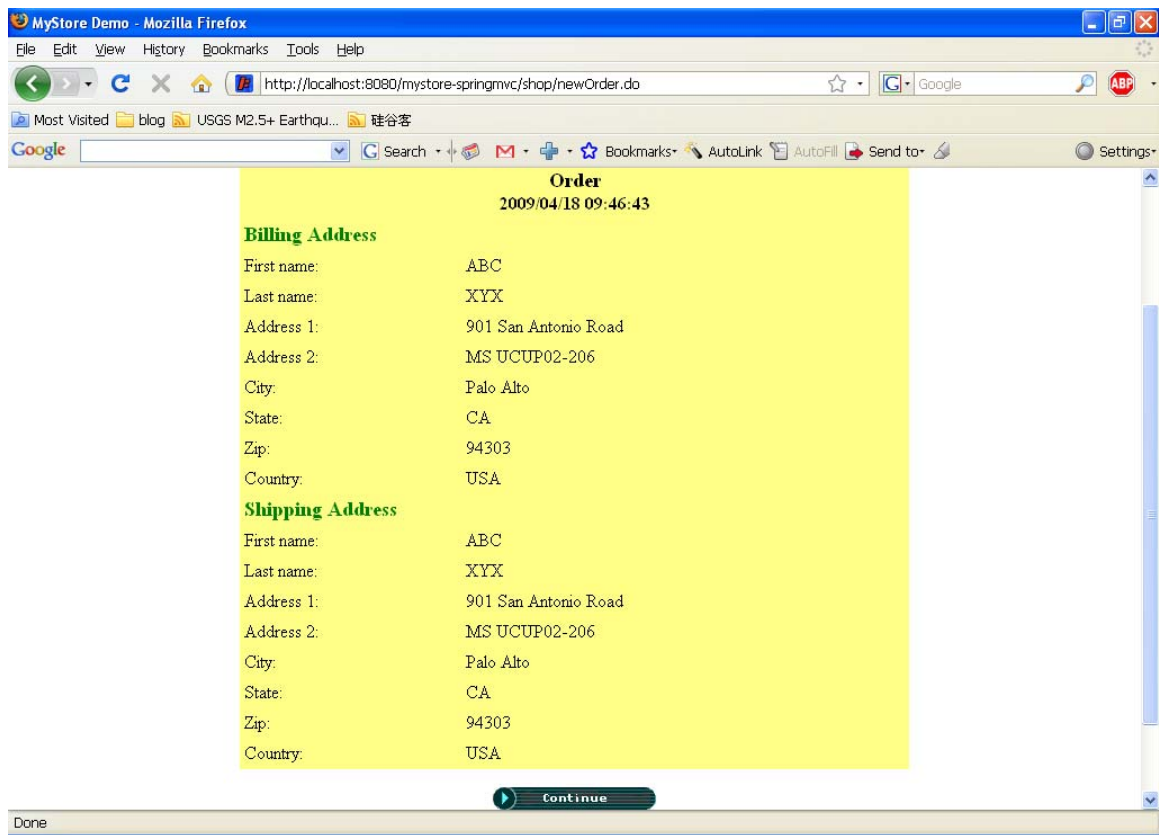 MyStore Demo - Mozilla Firefox
File Edit View History Bookmarks Tools Help
http://localhost:8080/mystore-springmvc/shop/newOrder.do G Google ABP
Most Visited blog USGS M2.5+ Earthqu... 硅谷客
Google G Search Bookmarks AutoLink AutoFill Send to Settings
Order
2009/04/18 09:46:43
Billing Address
First name: ABC
Last name: XYX
Address 1: 901 San Antonio Road
Address 2: MS UCUP02-206
City: Palo Alto
State: CA
Zip: 94303
Country: USA
Shipping Address
First name: ABC
Last name: XYX
Address 1: 901 San Antonio Road
Address 2: MS UCUP02-206
City: Palo Alto
State: CA
Zip: 94303
Country: USA
Continue
Done